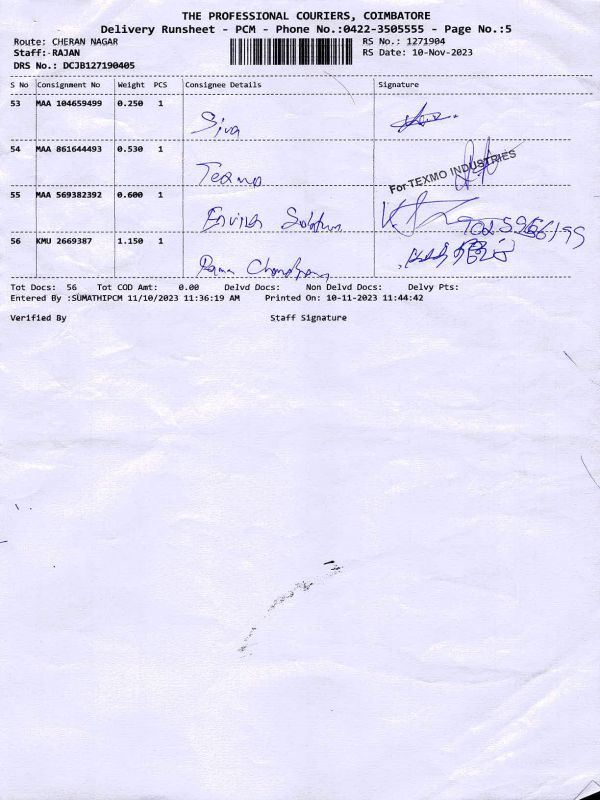 THE PROFESSIONAL COURIERS, COIMBATORE
Delivery Runsheet - PCM - Phone No.:0422-3505555 - Page No.:5
Route: CHERAN NAGAR RS No.: 1271904
Staff:-RAJAN RS Date: 10-Nov-2023
DRS No.: DCJB127190405
S No Consignment No Weight PCS Consignee Details Signature
53 MAA 104659499 0.250 1
Siva
54 MAA 861644493 0.530 1
Texmo For TEXMO INDUSTRIES
55 MAA 569382392 0.600 1
56 KMU 2669387 1.150 1
Tot Docs: 56 Tot COD Amt: 0.00 Delvd Docs: Non Delvd Docs: Delvy Pts:
Entered By :SUMATHIPCM 11/10/2023 11:36:19 AM Printed On: 10-11-2023 11:44:42
Verified By Staff Signature